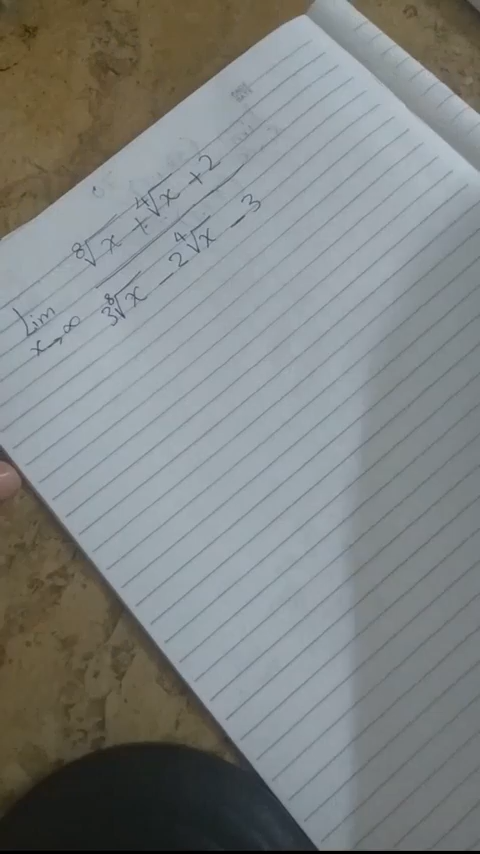 Lim x→∞ (⁸√x + ⁴√x + 2) / (3⁸√x - 2⁴√x - 3)